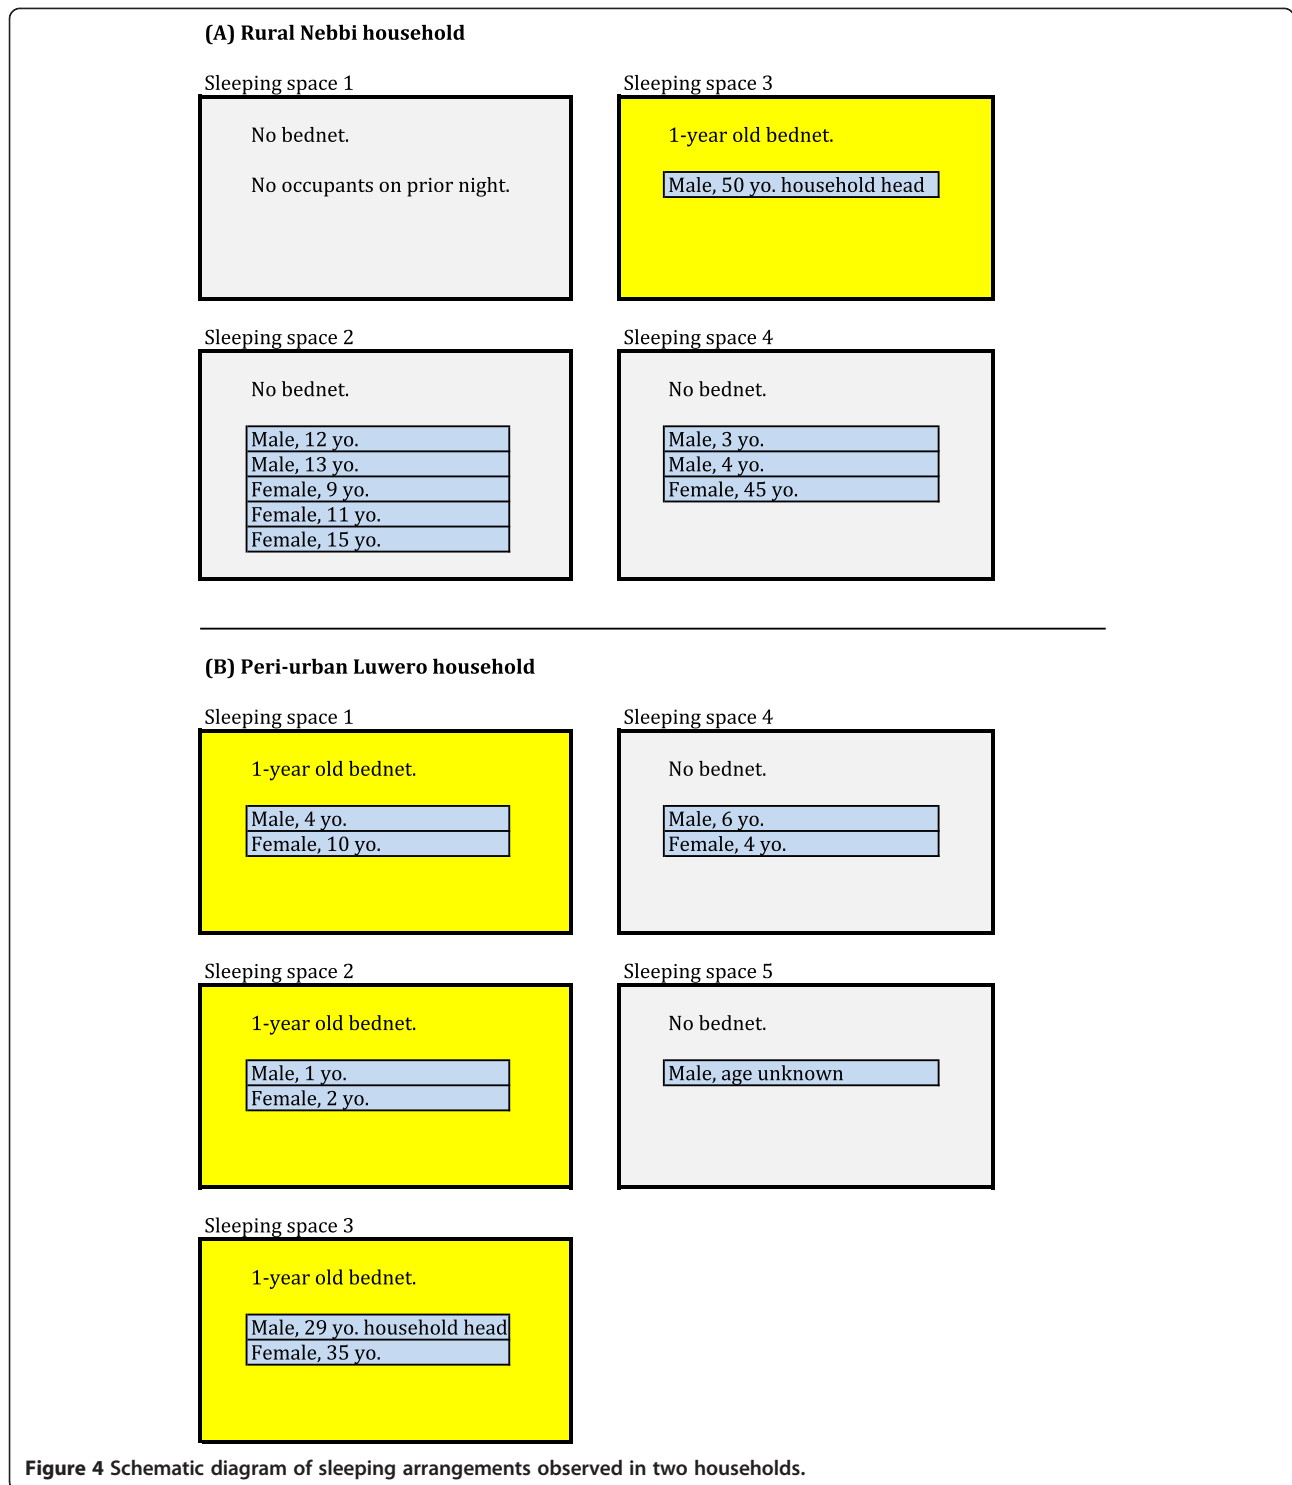 (A) Rural Nebbi household
Sleeping space 1
No bednet.
No occupants on prior night.
Sleeping space 3
1-year old bednet.
Male, 50 yo. household head
Sleeping space 2
No bednet.
Male, 12 yo.
Male, 13 yo.
Female, 9 yo.
Female, 11 yo.
Female, 15 yo.
Sleeping space 4
No bednet.
Male, 3 yo.
Male, 4 yo.
Female, 45 yo.
(B) Peri-urban Luwero household
Sleeping space 1
1-year old bednet.
Male, 4 yo.
Female, 10 yo.
Sleeping space 4
No bednet.
Male, 6 yo.
Female, 4 yo.
Sleeping space 2
1-year old bednet.
Male, 1 yo.
Female, 2 yo.
Sleeping space 5
No bednet.
Male, age unknown
Sleeping space 3
1-year old bednet.
Male, 29 yo. household head
Female, 35 yo.
Figure 4 Schematic diagram of sleeping arrangements observed in two households.